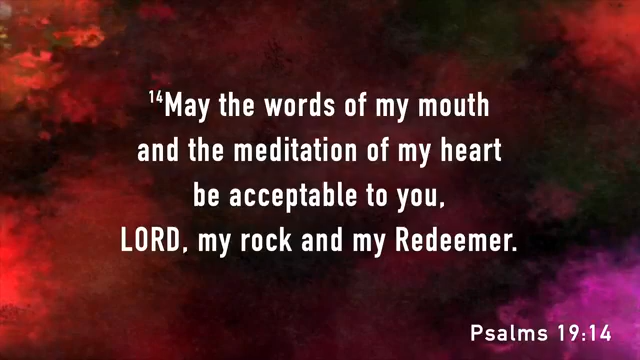 ¹⁴May the words of my mouth
and the meditation of my heart
be acceptable to you,
LORD, my rock and my Redeemer.
Psalms 19:14